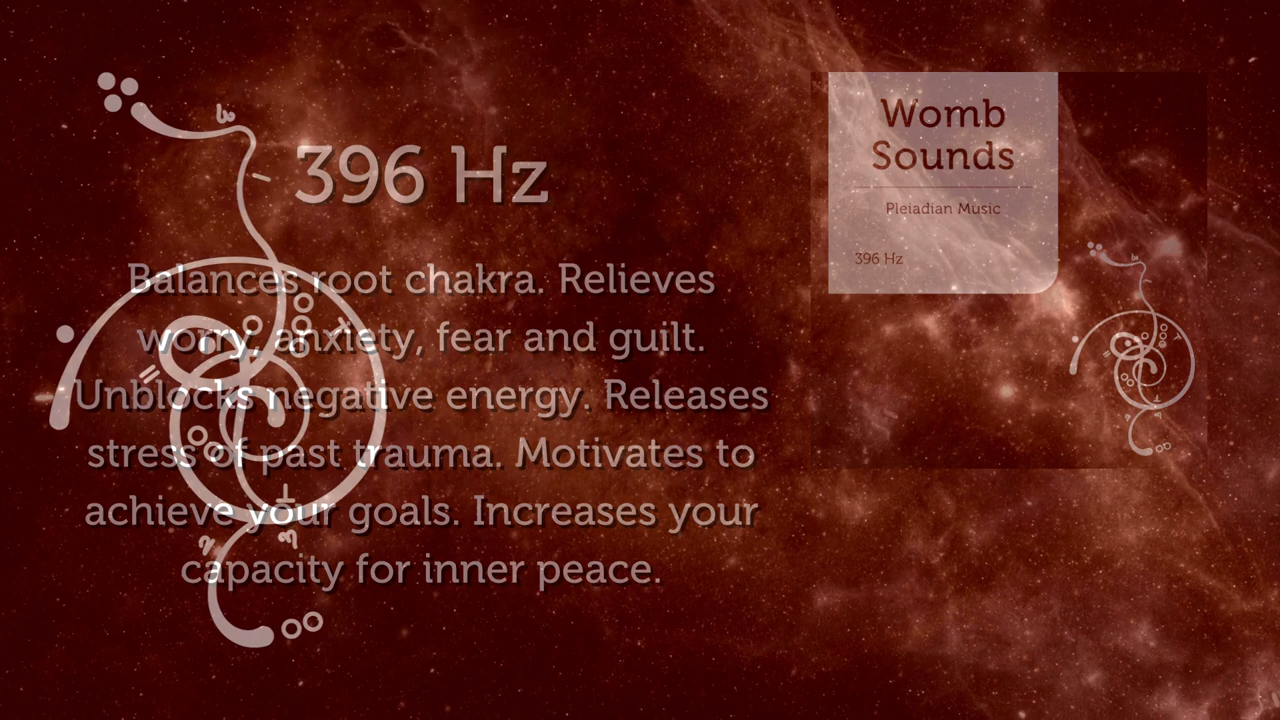 396 Hz
Balances root chakra. Relieves
worry, anxiety, fear and guilt.
Unblocks negative energy. Releases
stress of past trauma. Motivates to
achieve your goals. Increases your
capacity for inner peace.
Womb
Sounds
Pleiadian Music
396 Hz